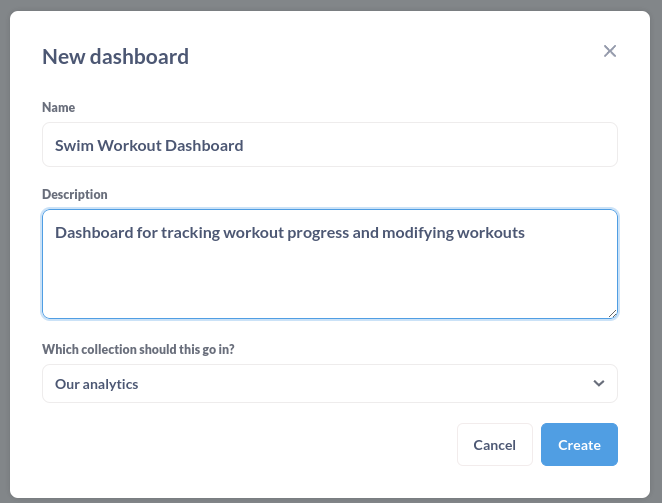 New dashboard
Name
Swim Workout Dashboard
Description
Dashboard for tracking workout progress and modifying workouts
Which collection should this go in?
Our analytics
Cancel
Create